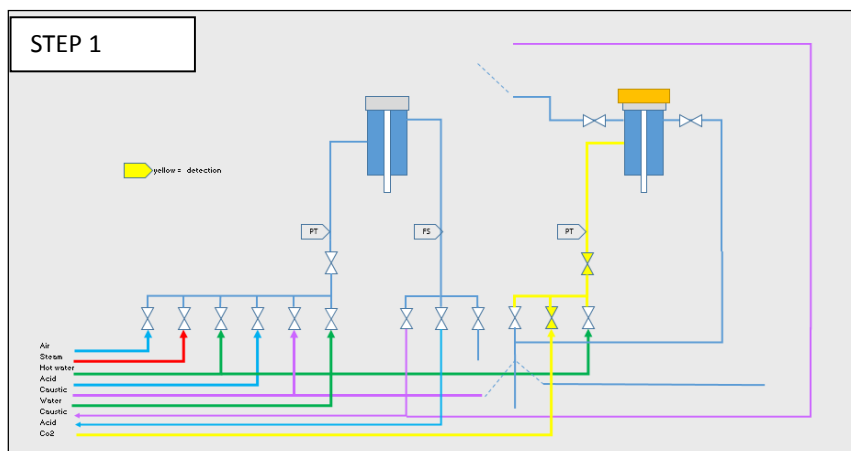 STEP 1
yellow = detection
PT
FS
PT
Air
Steam
Hot water
Acid
Caustic
Water
Caustic
Acid
Co2